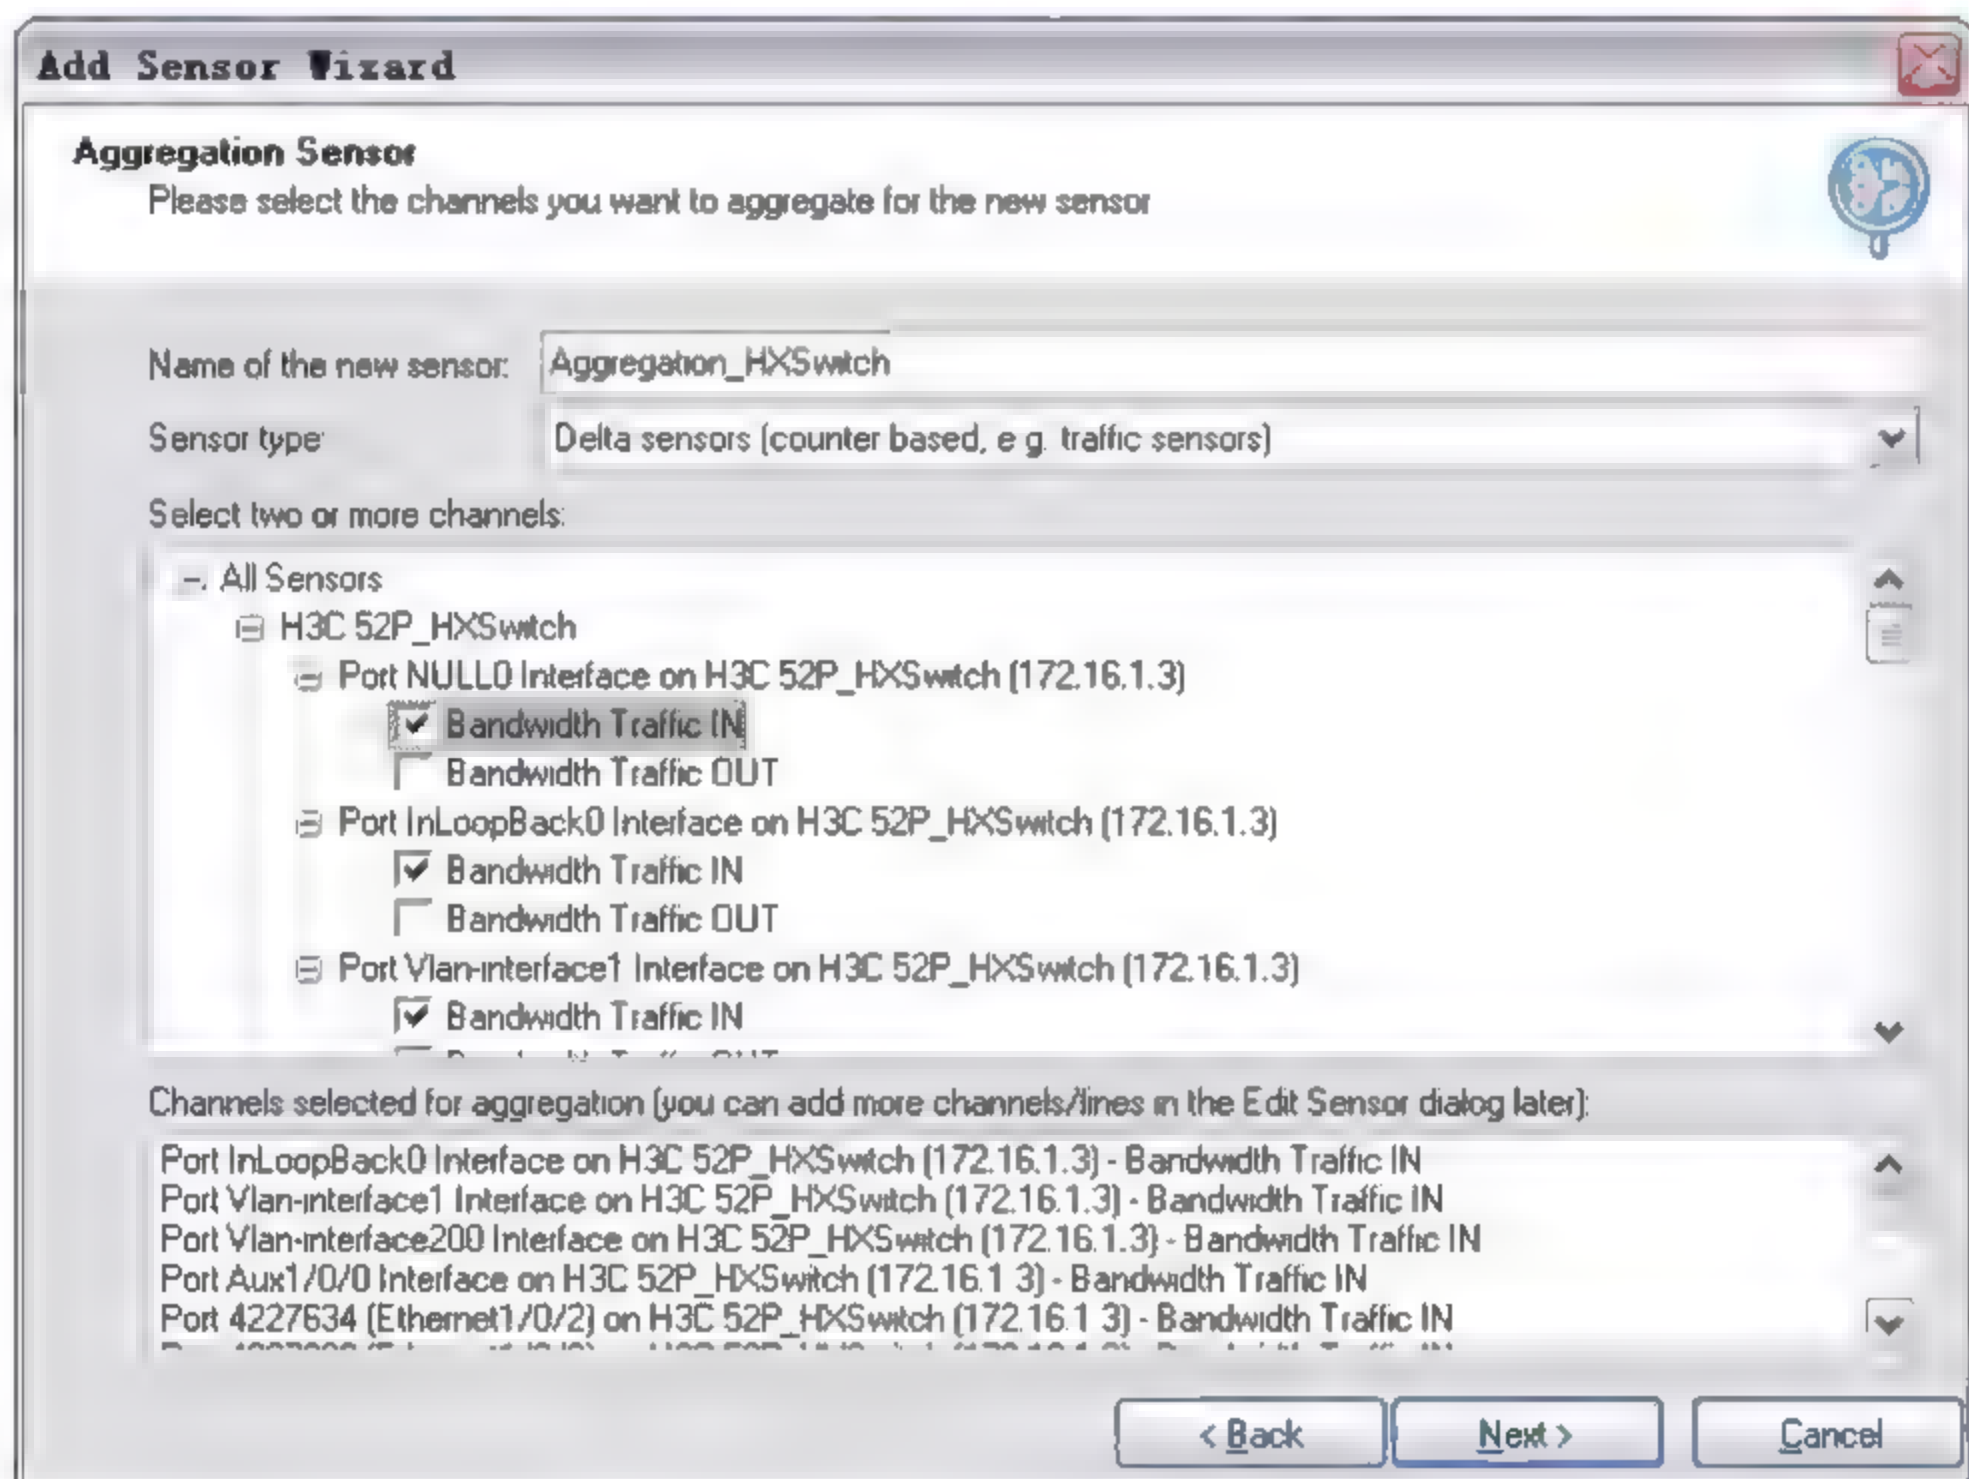 Add Sensor Wizard
Aggregation Sensor
Please select the channels you want to aggregate for the new sensor
Name of the new sensor: Aggregation_HXSwitch
Sensor type: Delta sensors (counter based, e.g. traffic sensors)
Select two or more channels:
All Sensors
H3C 52P_HXSwitch
Port NULL0 Interface on H3C 52P_HXSwitch (172.16.1.3)
Bandwidth Traffic IN
Bandwidth Traffic OUT
Port InLoopBack0 Interface on H3C 52P_HXSwitch (172.16.1.3)
Bandwidth Traffic IN
Bandwidth Traffic OUT
Port Vlan-interface1 Interface on H3C 52P_HXSwitch (172.16.1.3)
Bandwidth Traffic IN
Channels selected for aggregation (you can add more channels/lines in the Edit Sensor dialog later):
Port InLoopBack0 Interface on H3C 52P_HXSwitch (172.16.1.3) - Bandwidth Traffic IN
Port Vlan-interface1 Interface on H3C 52P_HXSwitch (172.16.1.3) - Bandwidth Traffic IN
Port Vlan-interface200 Interface on H3C 52P_HXSwitch (172.16.1.3) - Bandwidth Traffic IN
Port Aux1/0/0 Interface on H3C 52P_HXSwitch (172.16.1.3) - Bandwidth Traffic IN
Port 4227634 (Ethernet1/0/2) on H3C 52P_HXSwitch (172.16.1.3) - Bandwidth Traffic IN
< Back Next > Cancel